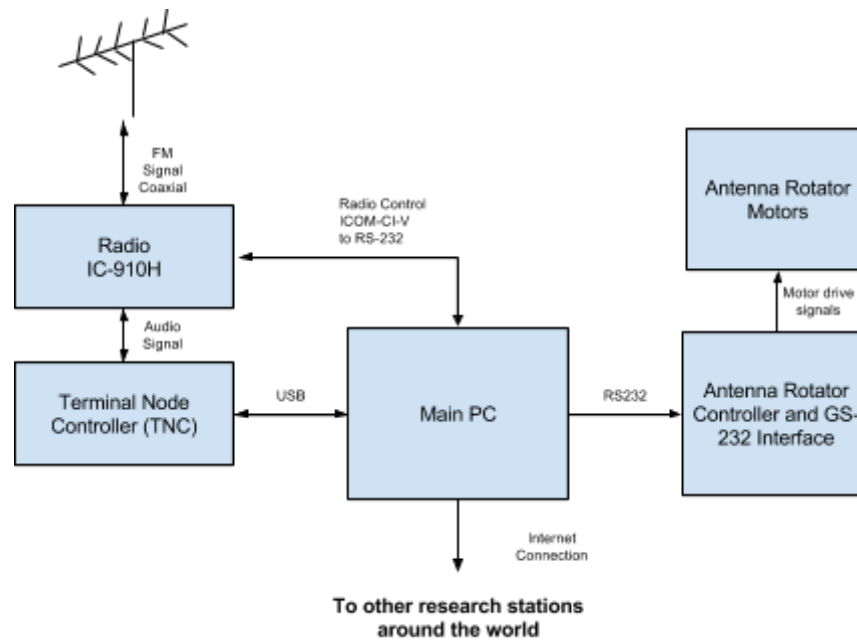 FM
Signal
Coaxial
Radio
IC-910H
Radio Control
ICOM-CI-V
to RS-232
Antenna Rotator
Motors
Audio
Signal
Motor drive
signals
Terminal Node
Controller (TNC)
USB
Main PC
RS232
Antenna Rotator
Controller and GS-
232 Interface
Internet
Connection
To other research stations
around the world